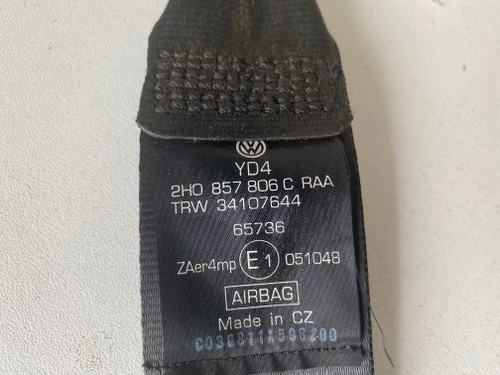 YD4
2H0 857 806 C RAA
TRW 34107644
65736
ZAer4mp E1 051048
AIRBAG
Made in CZ